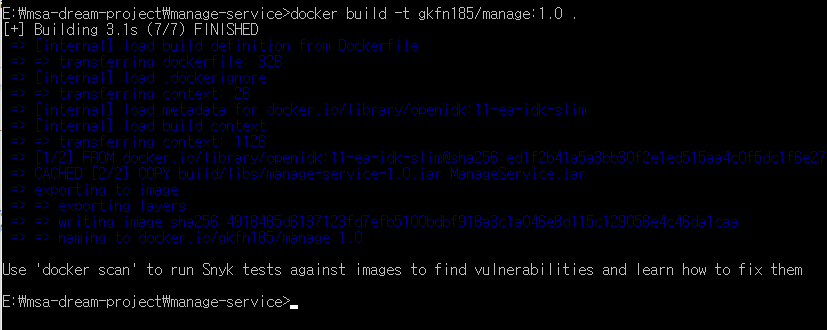 E:\msa-dream-project\manage-service>docker build -t gkfn185/manage:1.0 .
[+] Building 3.1s (7/7) FINISHED
=> [internal] load build definition from Dockerfile
=> => transferring dockerfile: 32B
=> [internal] load .dockerignore
=> => transferring context: 2B
=> [internal] load metadata for docker.io/library/openjdk:11-ea-jdk-slim
=> [internal] load build context
=> => transferring context: 112B
=> [1/2] FROM docker.io/library/openjdk:11-ea-jdk-slim@sha256:
=> CACHED [2/2] COPY build/libs/manage-service-1.0.jar ManageService.jar
=> exporting to image
=> => exporting layers
=> => writing image
=> => naming to docker.io/gkfn185/manage:1.0
Use 'docker scan' to run Snyk tests against images to find vulnerabilities and learn how to fix them
E:\msa-dream-project\manage-service>